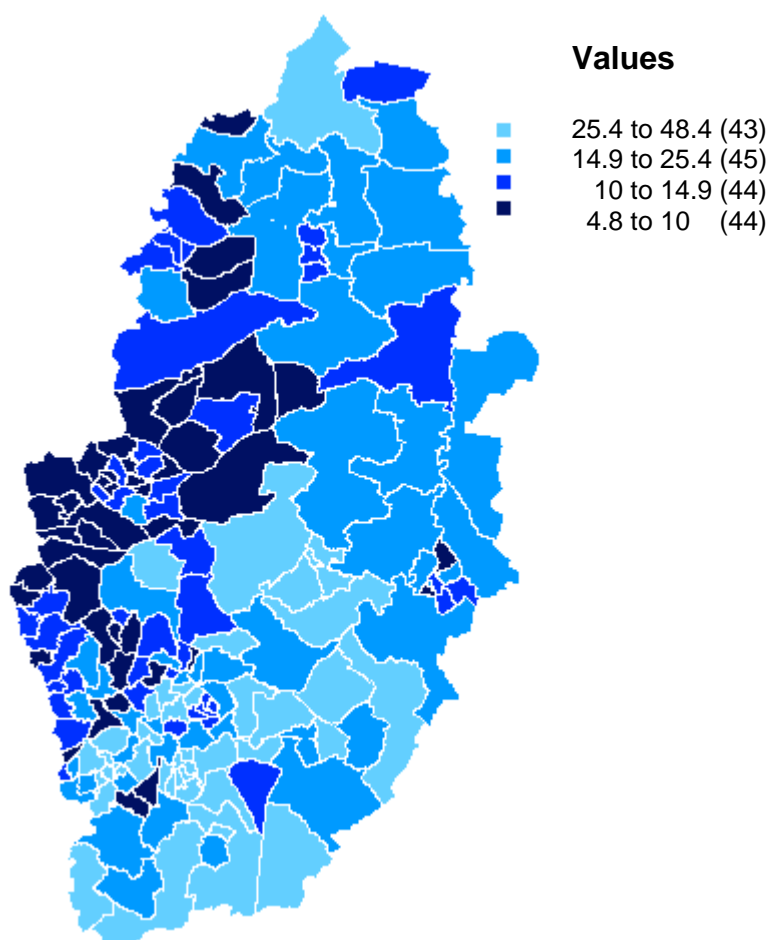 Values
25.4 to 48.4 (43)
14.9 to 25.4 (45)
10 to 14.9 (44)
4.8 to 10 (44)